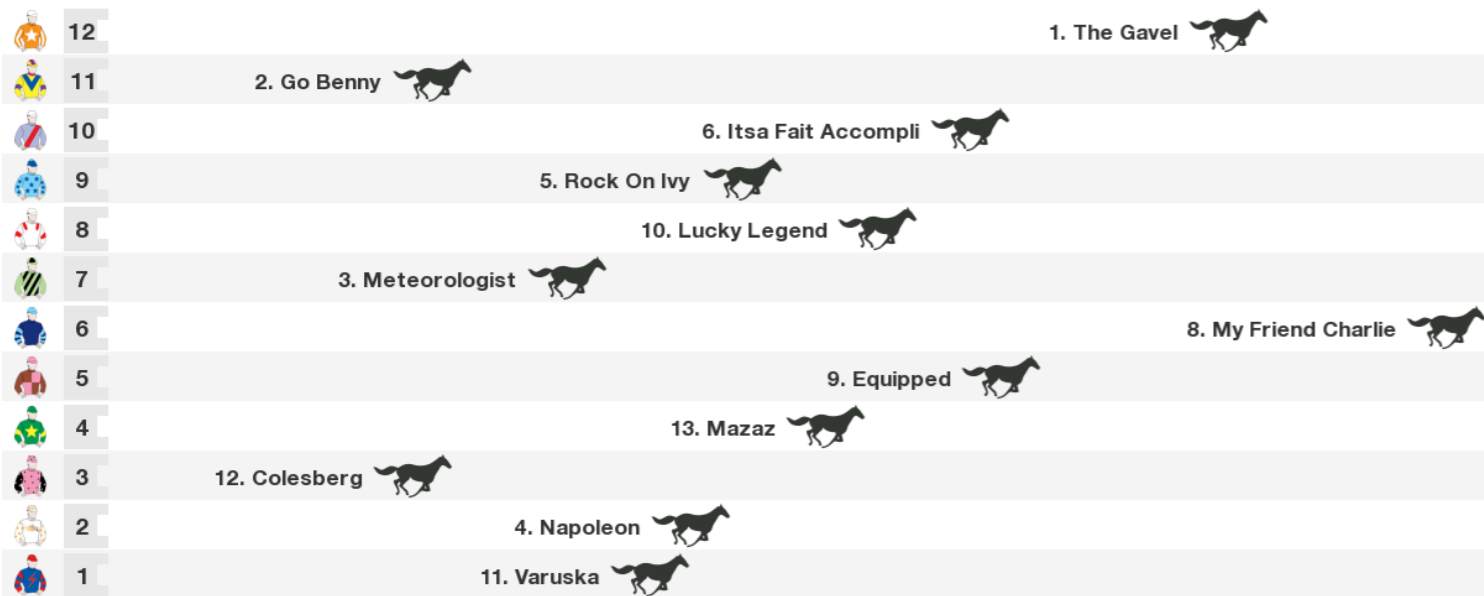 12 1. The Gavel
11 2. Go Benny
10 6. Itsa Fait Accompli
9 5. Rock On Ivy
8 10. Lucky Legend
7 3. Meteorologist
6 8. My Friend Charlie
5 9. Equipped
4 13. Mazaz
3 12. Colesberg
2 4. Napoleon
1 11. Varuska